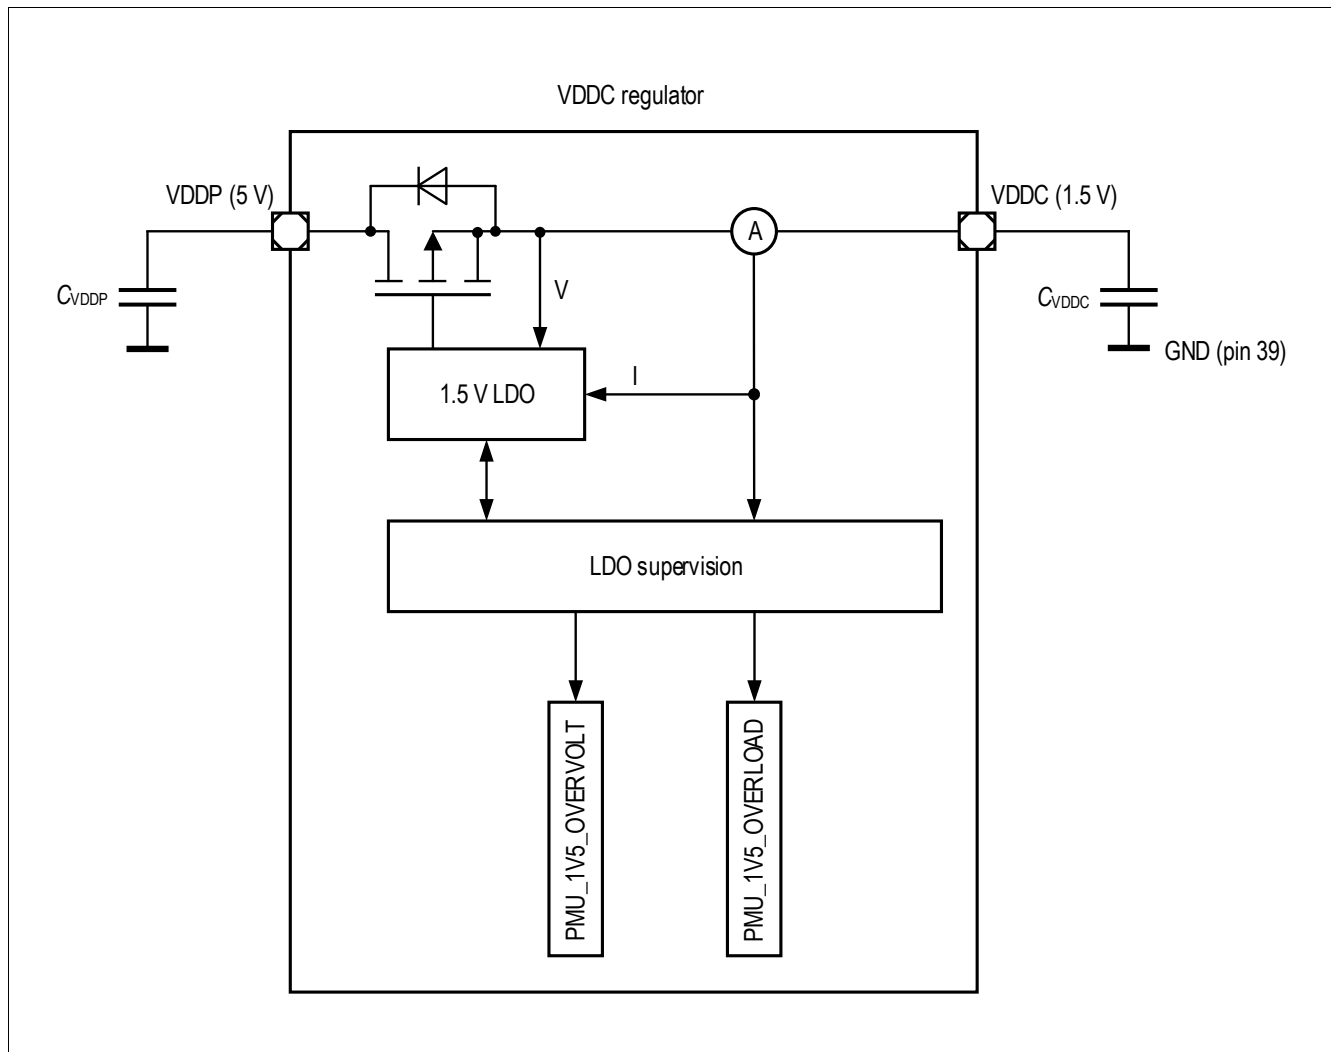 VDDC regulator
VDDP (5 V)
VDDC (1.5 V)
A
CVDDP
V
CVDDC
GND (pin 39)
I
1.5 V LDO
LDO supervision
PMU_1V5_OVERVOLT
PMU_1V5_OVERLOAD